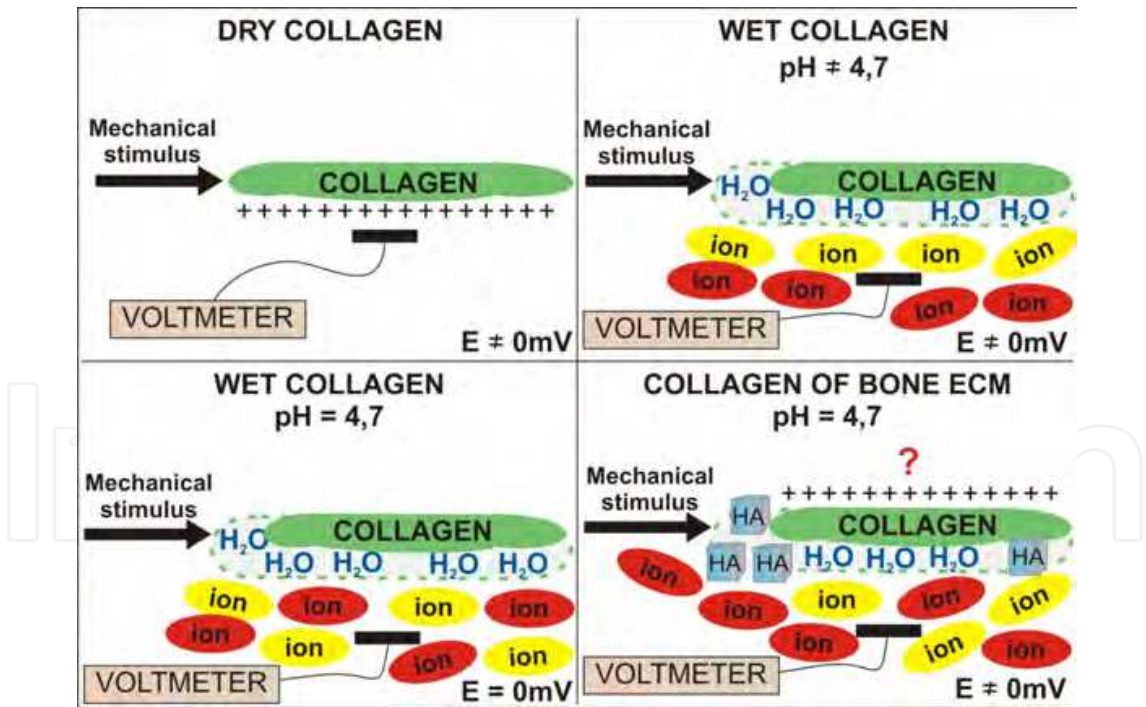 DRY COLLAGEN
Mechanical
stimulus
COLLAGEN
+ + + + + + + + + + + + + + + +
VOLTMETER
E ≠ 0mV
WET COLLAGEN
pH ≠ 4,7
Mechanical
stimulus
COLLAGEN
H₂O
H₂O H₂O H₂O H₂O
ion ion ion ion
ion ion ion ion
VOLTMETER
E ≠ 0mV
WET COLLAGEN
pH = 4,7
Mechanical
stimulus
COLLAGEN
H₂O
H₂O H₂O H₂O H₂O
ion ion ion ion
ion ion ion ion
VOLTMETER
E = 0mV
COLLAGEN OF BONE ECM
pH = 4,7
?
Mechanical
stimulus
+ + + + + + + + + + + + + +
HA COLLAGEN
HA HA H₂O H₂O H₂O HA
ion ion ion ion ion
ion ion ion
VOLTMETER
E ≠ 0mV